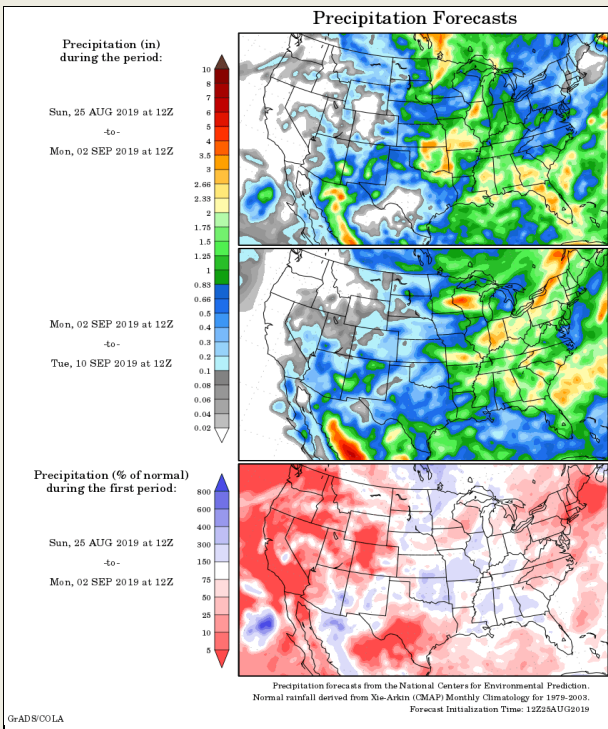 Precipitation Forecasts
Precipitation (in)
during the period:
Sun, 25 AUG 2019 at 12Z
-to-
Mon, 02 SEP 2019 at 12Z
10
8
7
6
5
4
3.5
3
2.66
2.33
2
1.75
1.5
1.25
1
0.83
0.66
0.5
0.4
0.3
0.2
0.1
0.08
0.06
0.04
0.02
Mon, 02 SEP 2019 at 12Z
-to-
Tue, 10 SEP 2019 at 12Z
Precipitation (% of normal)
during the first period:
Sun, 25 AUG 2019 at 12Z
-to-
Mon, 02 SEP 2019 at 12Z
800
600
400
300
150
75
50
25
10
5
Precipitation forecasts from the National Centers for Environmental Prediction.
Normal rainfall derived from Xie-Arkin (CMAP) Monthly Climatology for 1979-2003.
Forecast Initialization Time: 12Z25AUG2019
GrADS/COLA